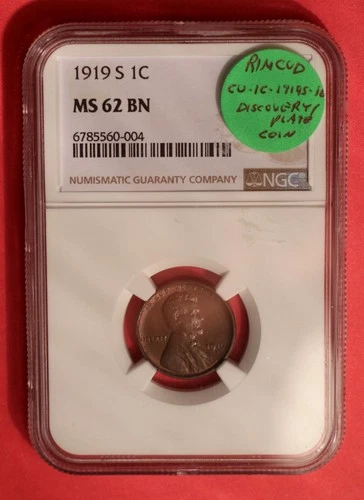 1919 S 1C
MS 62 BN
6785560-004
NUMISMATIC GUARANTY COMPANY
NGC
RIMCUD
CU-1C-1919S-16
DISCOVERY/
PLATE
COIN
LIBERTY